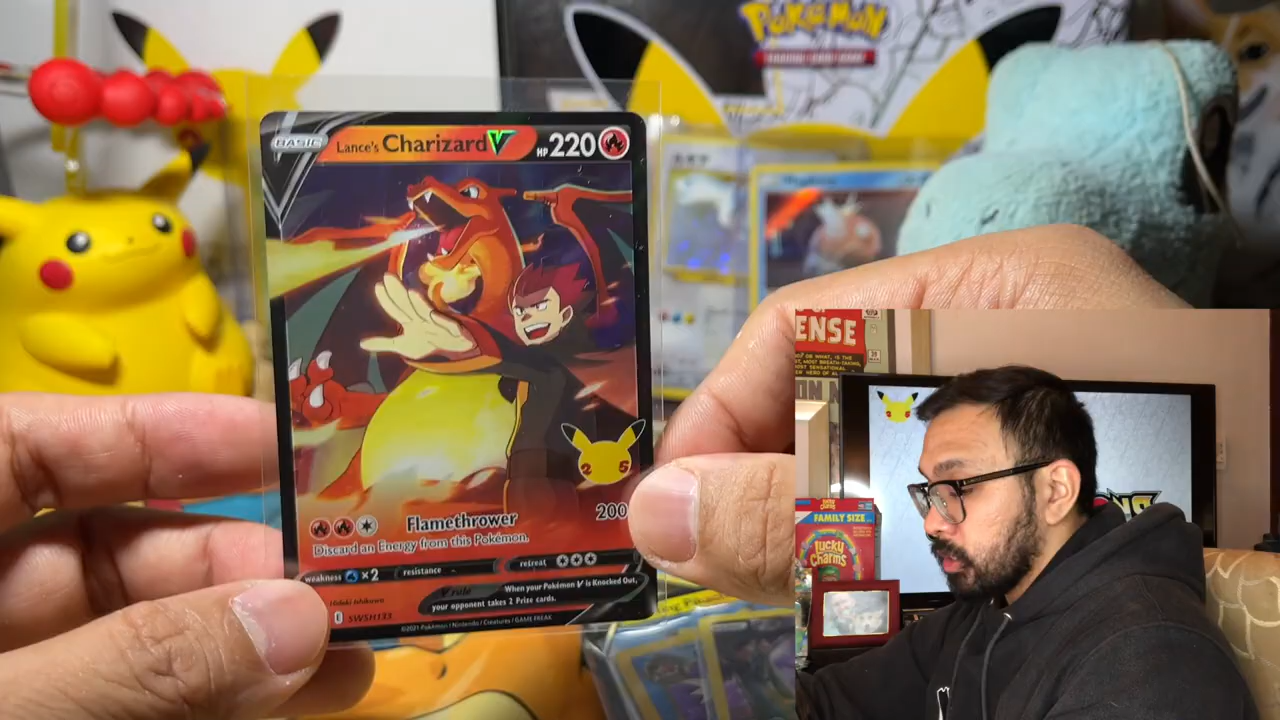 POKÉMON
TRADING CARD GAME
BASIC
Lance's Charizard V
HP 220
25
Flamethrower
200
Discard an Energy from this Pokémon.
weakness ×2 resistance retreat
V rule When your Pokémon V is Knocked Out,
your opponent takes 2 Prize cards.
SWSH133
©2021 Pokémon / Nintendo / Creatures / GAME FREAK
ENSE
FAMILY SIZE
Lucky
Charms